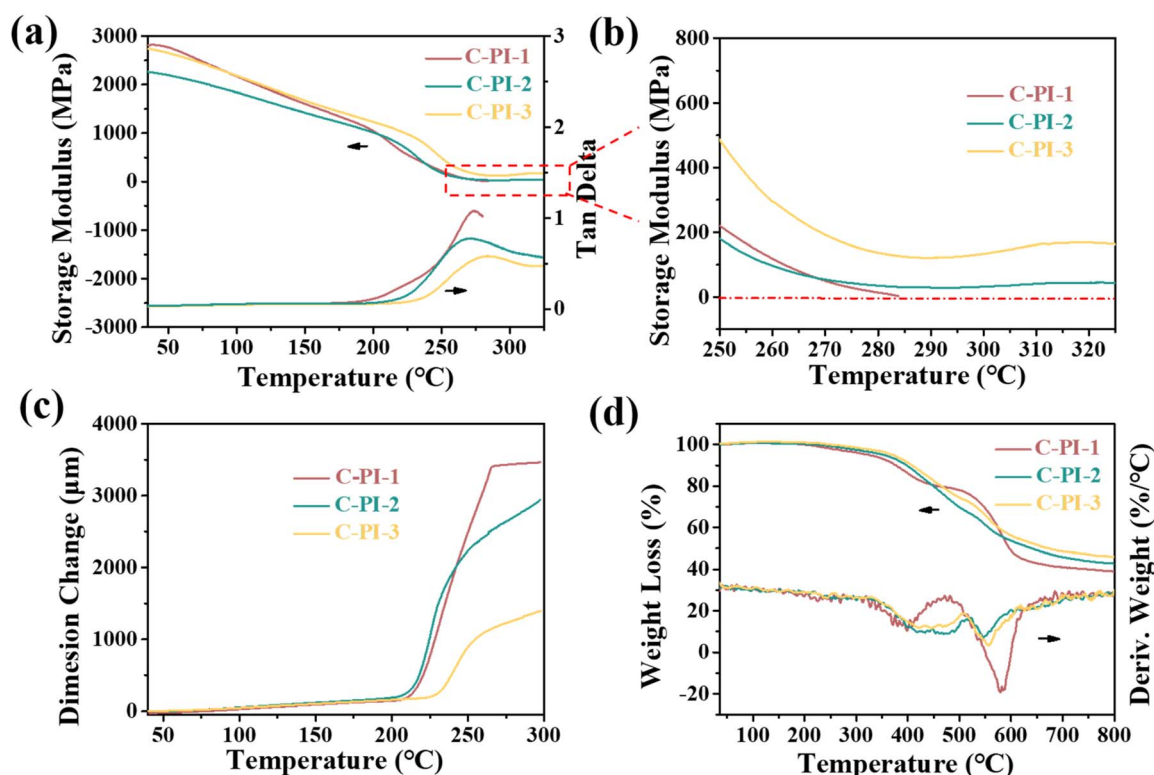 (a)
3000
2000
1000
0
-1000
-2000
-3000
Storage Modulus (MPa)
C-PI-1
C-PI-2
C-PI-3
3
2
1
0
Tan Delta
50 100 150 200 250 300
Temperature (°C)
(b)
800
600
400
200
0
Storage Modulus (MPa)
C-PI-1
C-PI-2
C-PI-3
250 260 270 280 290 300 310 320
Temperature (°C)
(c)
4000
3000
2000
1000
0
Dimesion Change (μm)
C-PI-1
C-PI-2
C-PI-3
50 100 150 200 250 300
Temperature (°C)
(d)
100
80
60
40
20
0
-20
Weight Loss (%)
C-PI-1
C-PI-2
C-PI-3
Deriv. Weight (%/°C)
100 200 300 400 500 600 700 800
Temperature (°C)